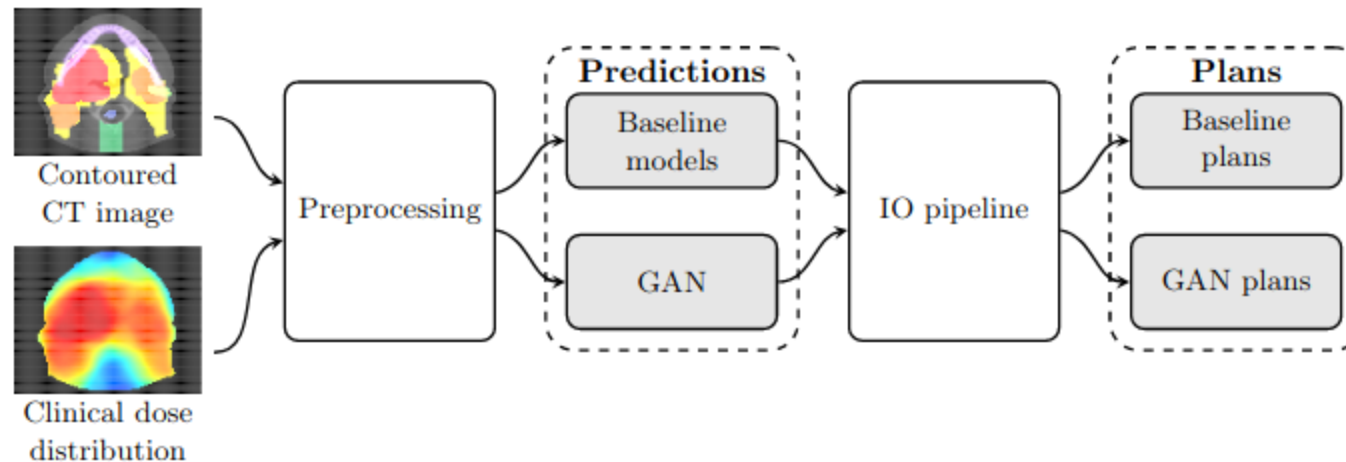 Contoured
CT image
Clinical dose
distribution
Preprocessing
Predictions
Baseline
models
GAN
IO pipeline
Plans
Baseline
plans
GAN plans